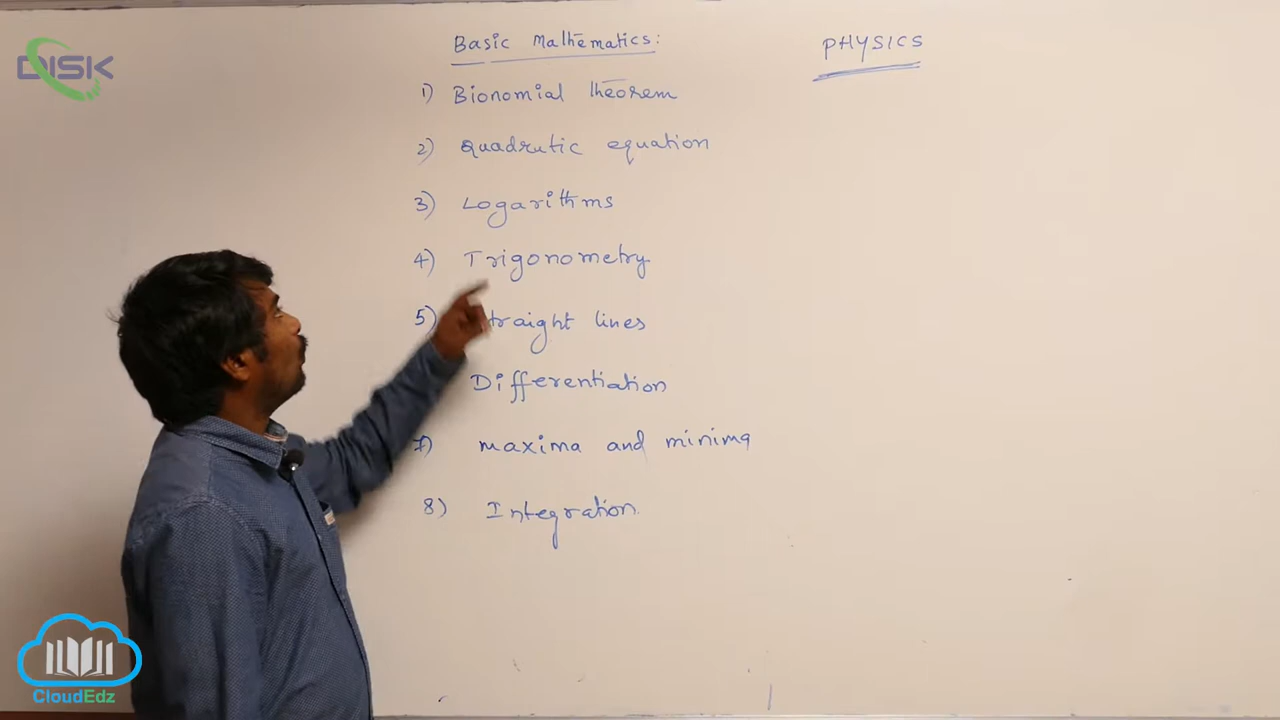 DISK
Basic Mathematics:
PHYSICS
1) Bionomial theorem
2) Quadrutic equation
3) Logarithms
4) Trigonometry
5) traight lines
Differentiation
7) maxima and minima
8) Integration.
CloudEdz